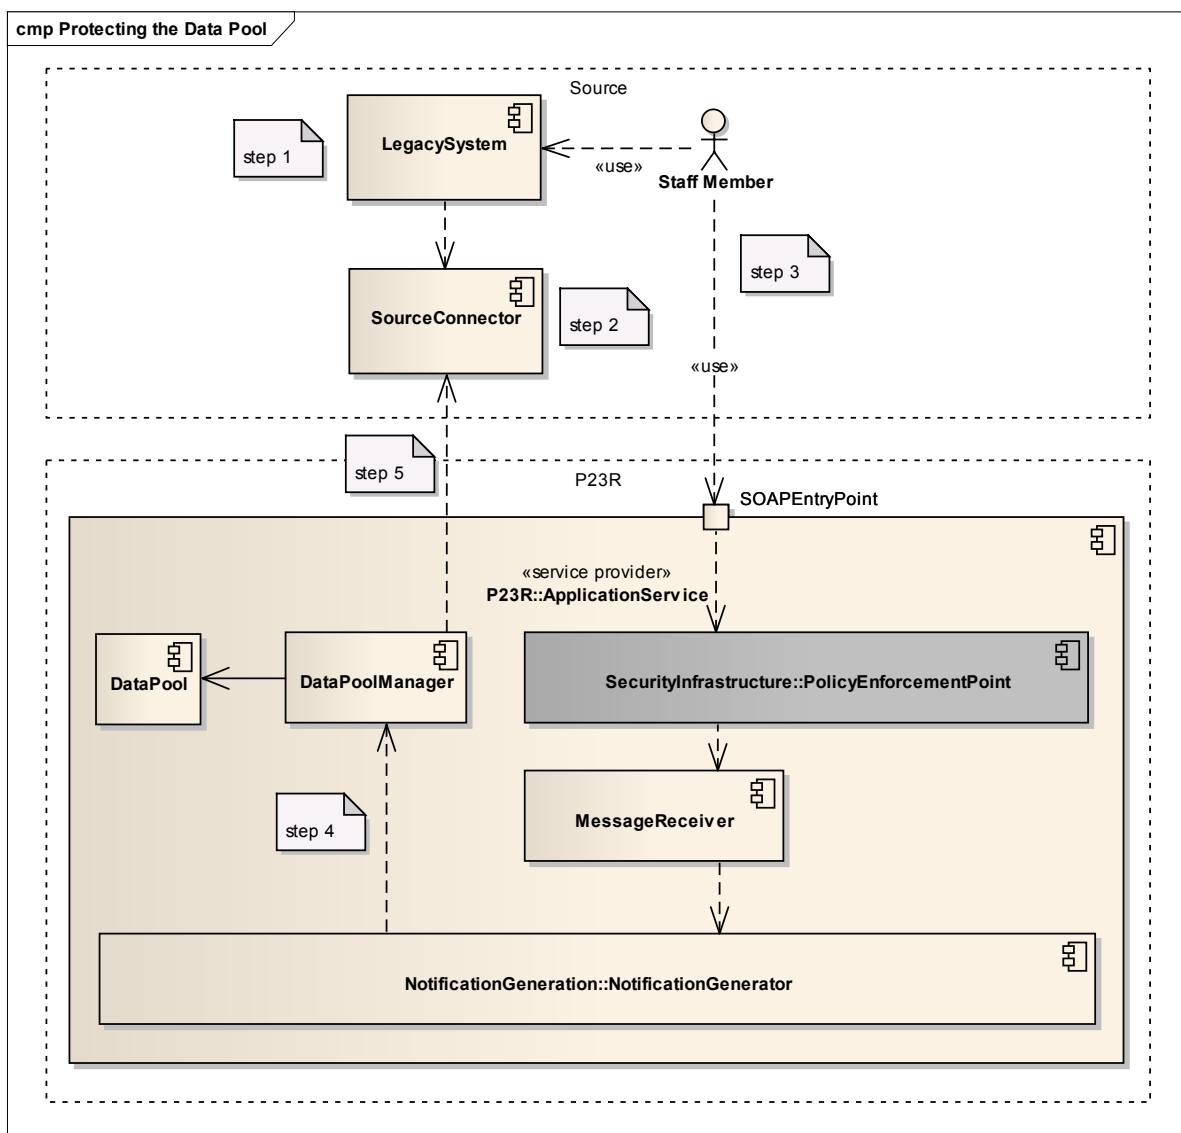 cmp Protecting the Data Pool
Source
LegacySystem
step 1
«use»
Staff Member
step 3
SourceConnector
step 2
«use»
step 5
P23R
SOAPEntryPoint
«service provider»
P23R::ApplicationService
DataPool
DataPoolManager
SecurityInfrastructure::PolicyEnforcementPoint
step 4
MessageReceiver
NotificationGeneration::NotificationGenerator